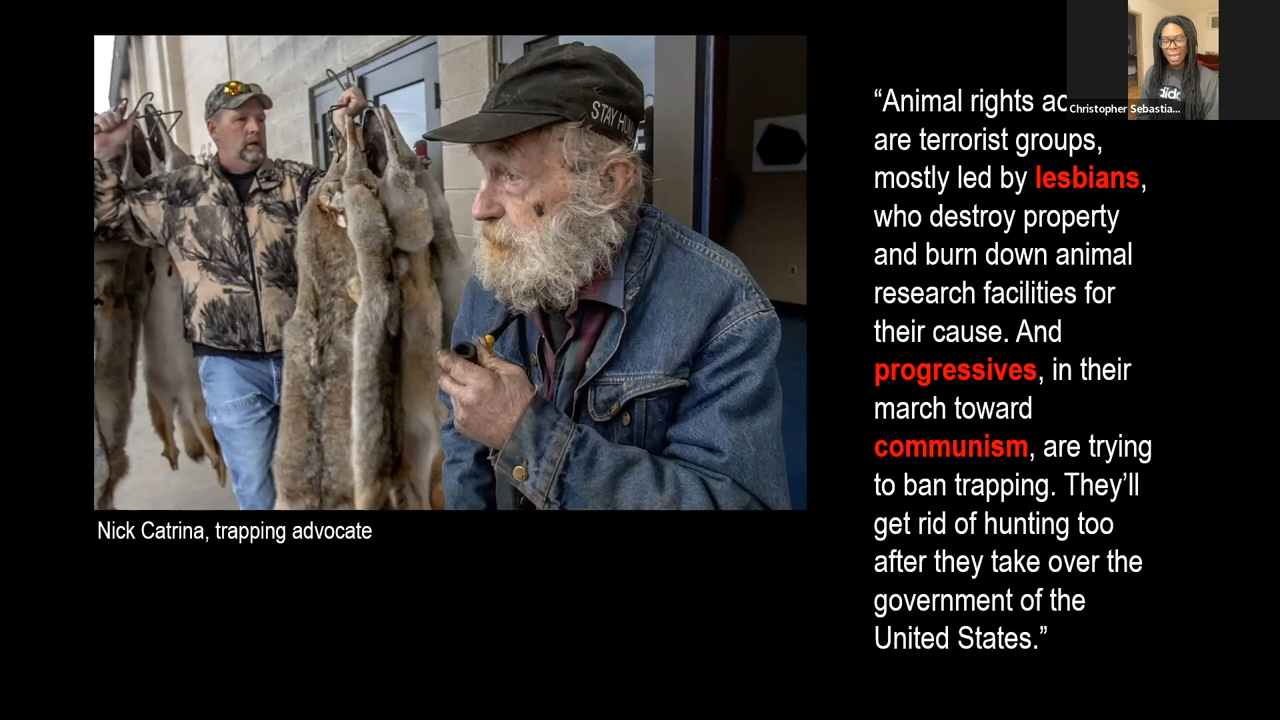 STAY HU
“Animal rights ac
Christopher Sebastia...
are terrorist groups,
mostly led by lesbians,
who destroy property
and burn down animal
research facilities for
their cause. And
progressives, in their
march toward
communism, are trying
to ban trapping. They’ll
get rid of hunting too
after they take over the
government of the
United States.”
Nick Catrina, trapping advocate